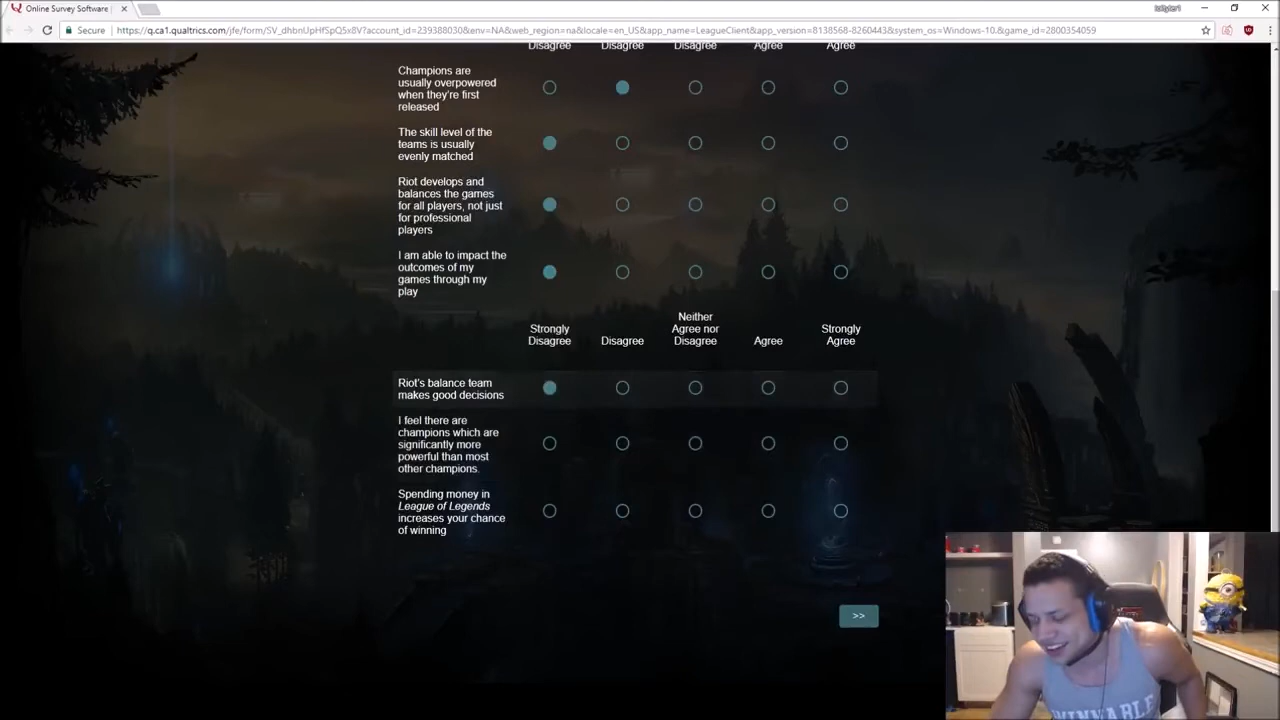 Online Survey Software
loltyler1
Secure
https://q.ca1.qualtrics.com/jfe/form/SV_dhbnUpHfSpQ5x8V?account_id=239388030&env=NA&web_region=na&locale=en_US&app_name=LeagueClient&app_version=8138568-8260443&system_os=Windows-10.&game_id=2800354059
Disagree Disagree Disagree Agree Agree
Champions are
usually overpowered
when they're first
released
The skill level of the
teams is usually
evenly matched
Riot develops and
balances the games
for all players, not just
for professional
players
I am able to impact the
outcomes of my
games through my
play
Strongly
Disagree
Disagree
Neither
Agree nor
Disagree
Agree
Strongly
Agree
Riot's balance team
makes good decisions
I feel there are
champions which are
significantly more
powerful than most
other champions.
Spending money in
League of Legends
increases your chance
of winning
>>